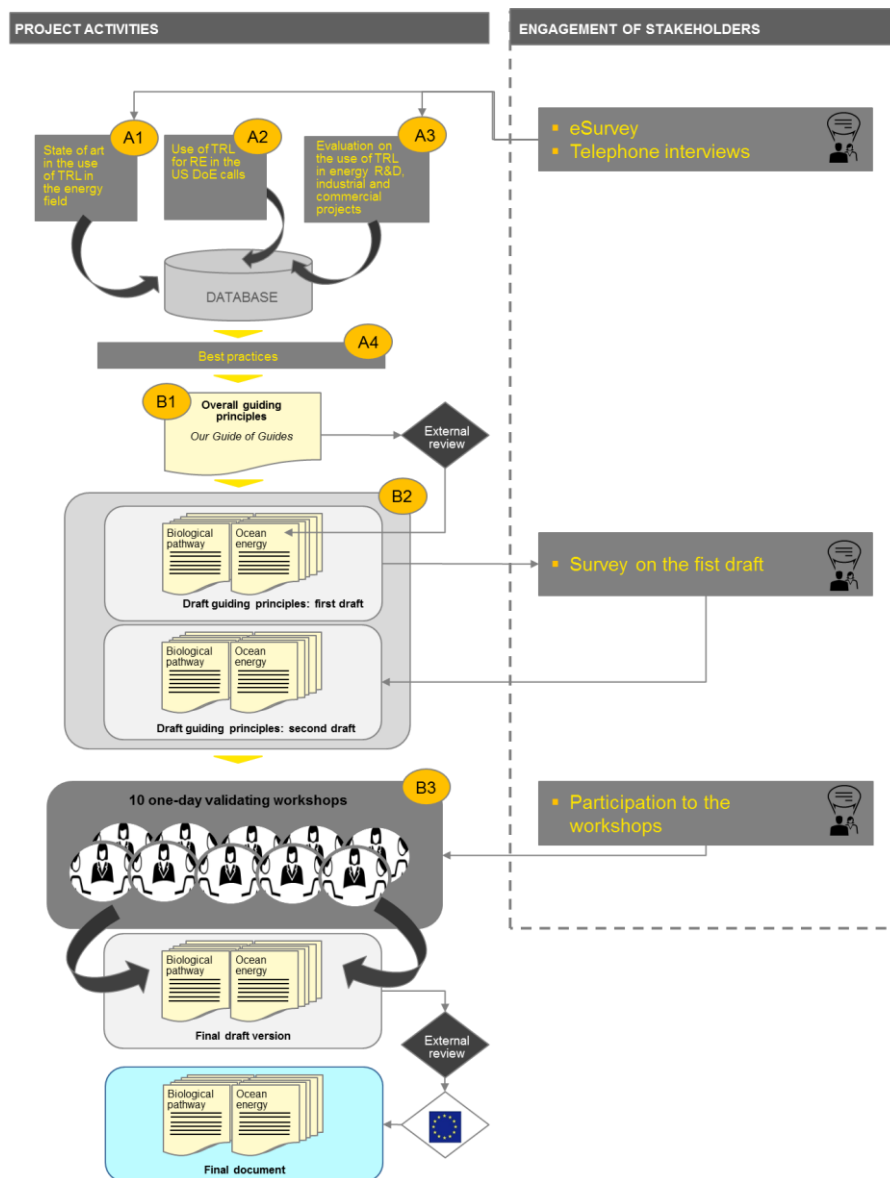 PROJECT ACTIVITIES
ENGAGEMENT OF STAKEHOLDERS
A1
State of art
in the use
of TRL in
the energy
field
A2
Use of TRL
for RE in the
US DoE calls
A3
Evaluation on
the use of TRL
in energy R&D,
industrial and
commercial
projects
▪ eSurvey
▪ Telephone interviews
DATABASE
A4
Best practices
B1
Overall guiding
principles
Our Guide of Guides
External
review
B2
Biological
pathway
Ocean
energy
Draft guiding principles: first draft
▪ Survey on the fist draft
Biological
pathway
Ocean
energy
Draft guiding principles: second draft
B3
10 one-day validating workshops
▪ Participation to the
workshops
Biological
pathway
Ocean
energy
Final draft version
External
review
Biological
pathway
Ocean
energy
Final document